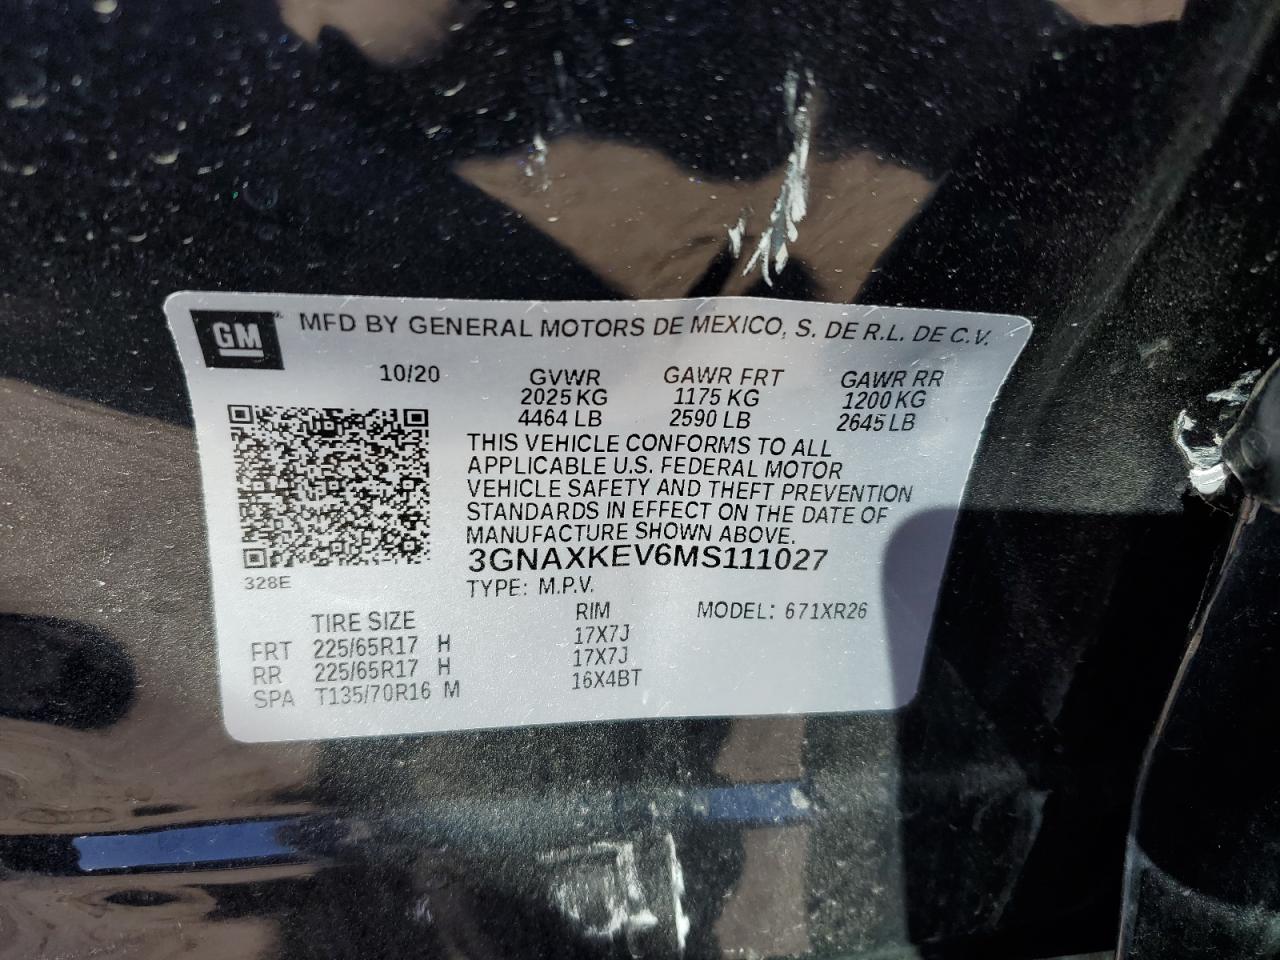 GM MFD BY GENERAL MOTORS DE MEXICO, S. DE R.L. DE C.V.
10/20 GVWR GAWR FRT GAWR RR
2025 KG 1175 KG 1200 KG
4464 LB 2590 LB 2645 LB
THIS VEHICLE CONFORMS TO ALL
APPLICABLE U.S. FEDERAL MOTOR
VEHICLE SAFETY AND THEFT PREVENTION
STANDARDS IN EFFECT ON THE DATE OF
MANUFACTURE SHOWN ABOVE.
3GNAXKEV6MS111027
328E TYPE: M.P.V.
TIRE SIZE RIM MODEL: 671XR26
FRT 225/65R17 H 17X7J
RR 225/65R17 H 17X7J
SPA T135/70R16 M 16X4BT